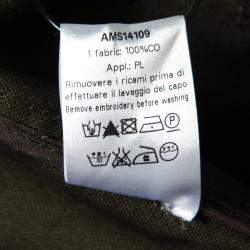 AMS14109
1 fabric: 100%CO
Appl.: PL
Rimuovere i ricami prima di
effettuare il lavaggio del capo
Remove embroidery before washing